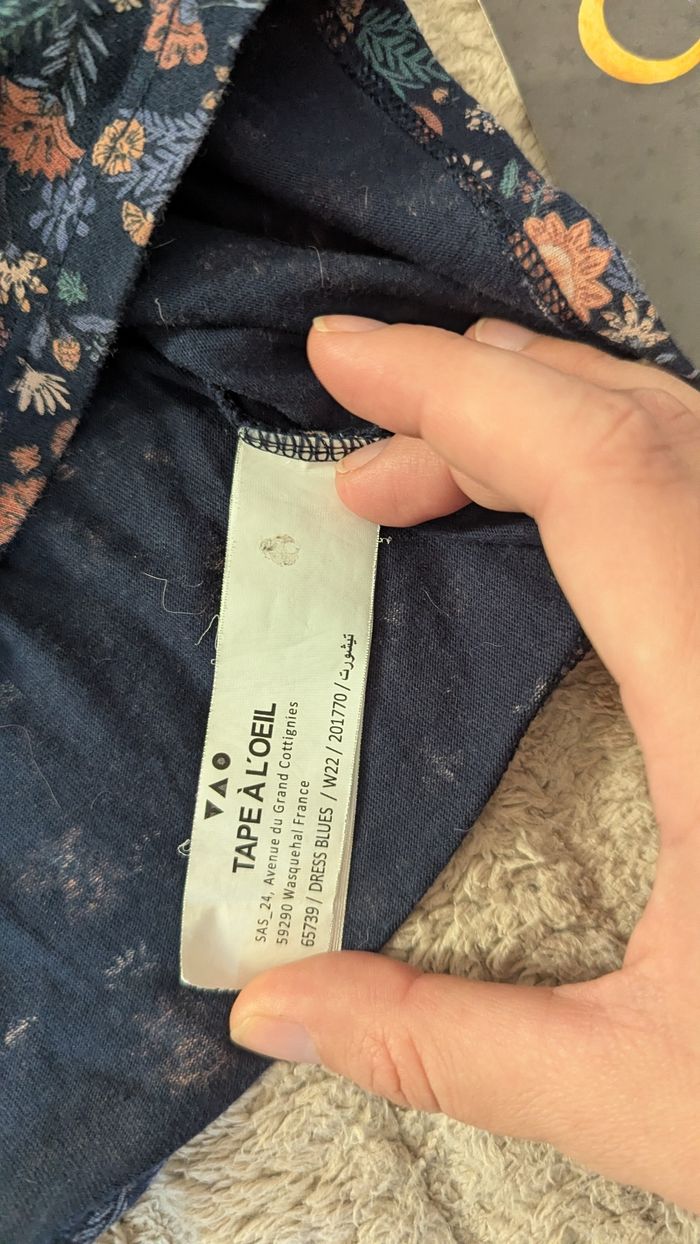 TAPE À L'OEIL
SAS_24, Avenue du Grand Cottignies
59290 Wasquehal France
65739 / DRESS BLUES / W22 / 201770 / تيشورت